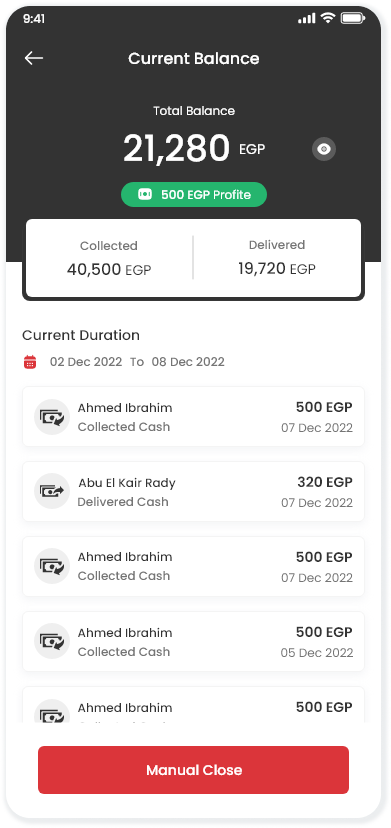 9:41
Current Balance
Total Balance
21,280 EGP
500 EGP Profite
Collected
40,500 EGP
Delivered
19,720 EGP
Current Duration
02 Dec 2022 To 08 Dec 2022
Ahmed Ibrahim
500 EGP
Collected Cash
07 Dec 2022
Abu El Kair Rady
320 EGP
Delivered Cash
07 Dec 2022
Ahmed Ibrahim
500 EGP
Collected Cash
07 Dec 2022
Ahmed Ibrahim
500 EGP
Collected Cash
05 Dec 2022
Ahmed Ibrahim
500 EGP
Manual Close